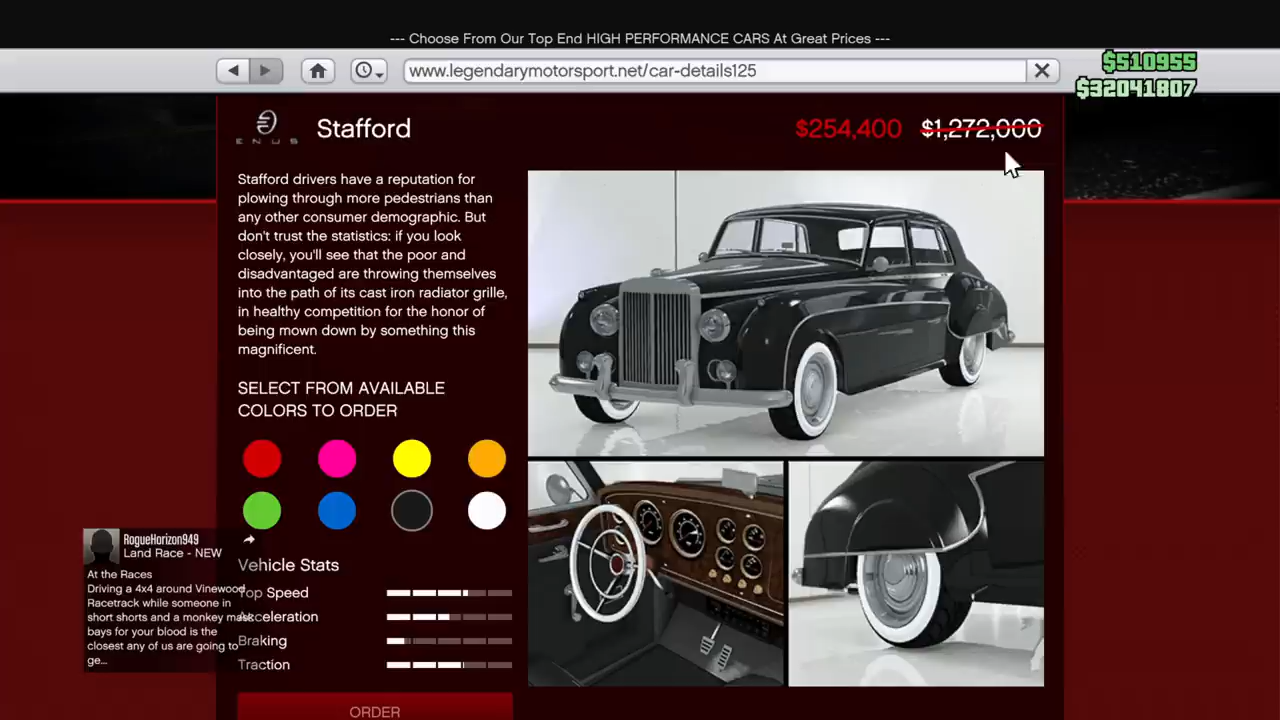 --- Choose From Our Top End HIGH PERFORMANCE CARS At Great Prices ---
www.legendarymotorsport.net/car-details125
$510955
$32041807
ENUS
Stafford
$254,400 $1,272,000
Stafford drivers have a reputation for
plowing through more pedestrians than
any other consumer demographic. But
don't trust the statistics: if you look
closely, you'll see that the poor and
disadvantaged are throwing themselves
into the path of its cast iron radiator grille,
in healthy competition for the honor of
being mown down by something this
magnificent.
SELECT FROM AVAILABLE
COLORS TO ORDER
Vehicle Stats
Top Speed
Acceleration
Braking
Traction
ORDER
RogueHorizon949
Land Race - NEW
At the Races
Driving a 4x4 around Vinewood
Racetrack while someone in
short shorts and a monkey mask
bays for your blood is the
closest any of us are going to
ge...